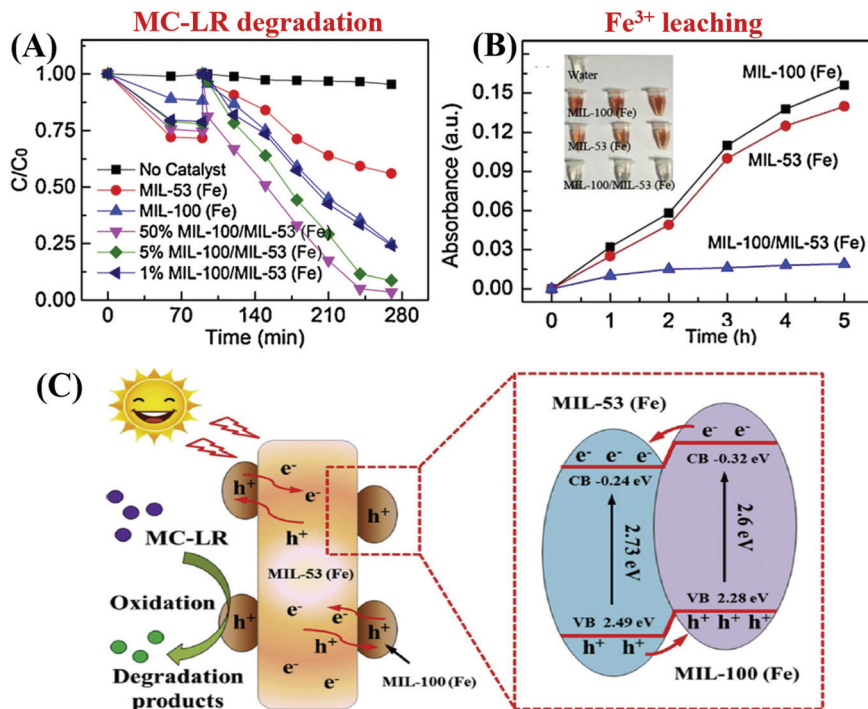 MC-LR degradation
Fe³⁺ leaching
(A)
C/C₀
1.00
0.75
0.50
0.25
0.00
No Catalyst
MIL-53 (Fe)
MIL-100 (Fe)
50% MIL-100/MIL-53 (Fe)
5% MIL-100/MIL-53 (Fe)
1% MIL-100/MIL-53 (Fe)
0 70 140 210 280
Time (min)
(B)
Absorbance (a.u.)
0.15
0.12
0.09
0.06
0.03
0.00
Water
MIL-100 (Fe)
MIL-53 (Fe)
MIL-100/MIL-53 (Fe)
MIL-100 (Fe)
MIL-53 (Fe)
MIL-100/MIL-53 (Fe)
0 1 2 3 4 5
Time (h)
(C)
MC-LR
Oxidation
Degradation
products
h⁺
e⁻
e⁻
h⁺
h⁺
MIL-53 (Fe)
h⁺
e⁻
e⁻
h⁺
h⁺
e⁻
e⁻
MIL-100 (Fe)
MIL-53 (Fe)
e⁻ e⁻
e⁻ e⁻ e⁻
CB -0.32 eV
CB -0.24 eV
2.73 eV
2.6 eV
VB 2.28 eV
VB 2.49 eV
h⁺ h⁺ h⁺
h⁺ h⁺
MIL-100 (Fe)